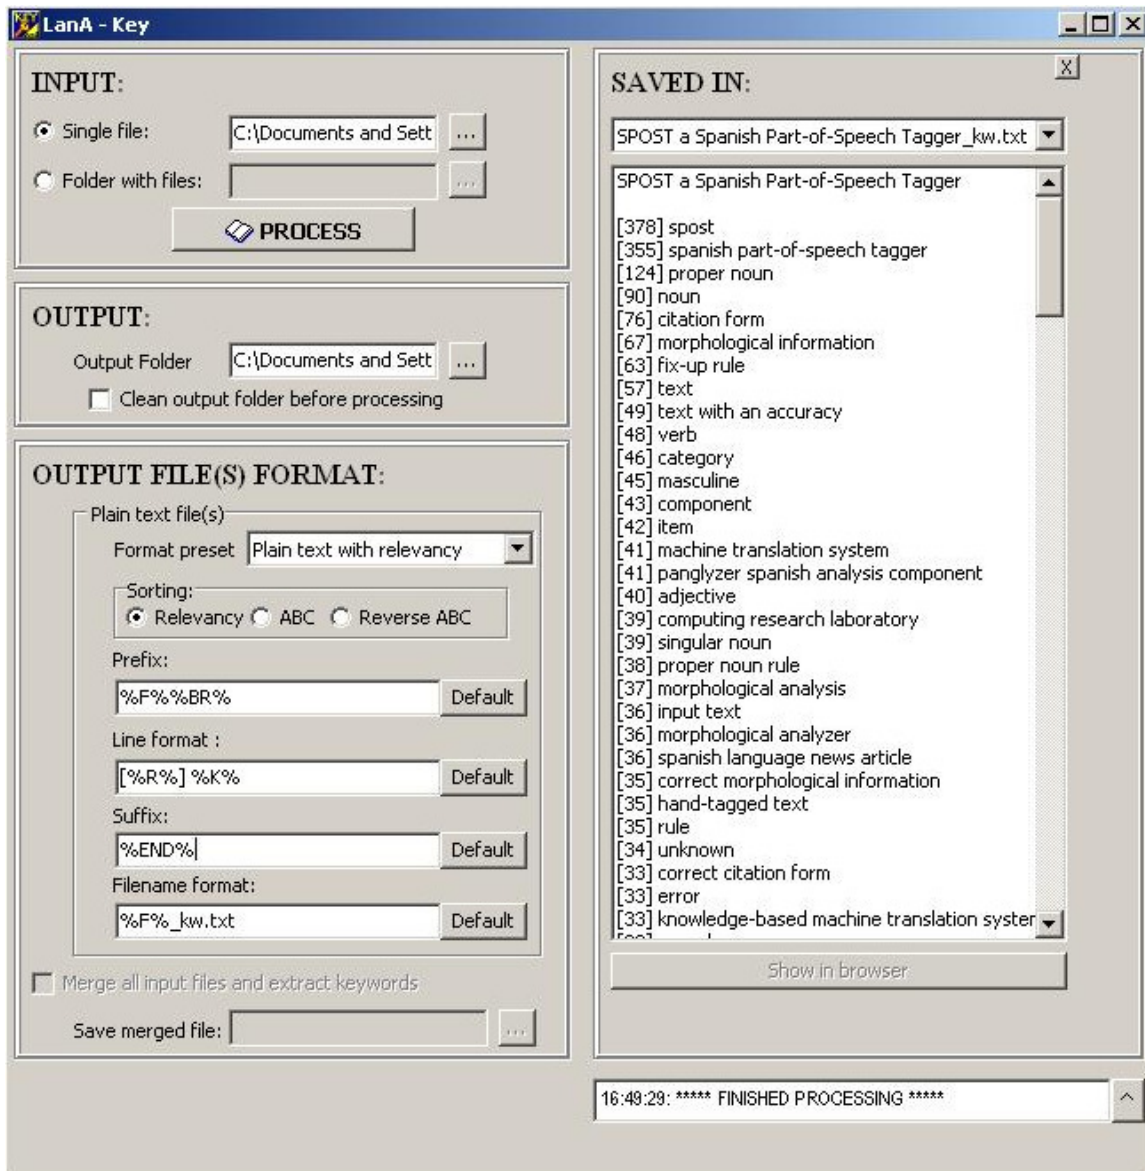 LanA - Key
INPUT:
Single file: C:\Documents and Sett ...
Folder with files: ...
PROCESS
OUTPUT:
Output Folder C:\Documents and Sett ...
Clean output folder before processing
OUTPUT FILE(S) FORMAT:
Plain text file(s)
Format preset Plain text with relevancy
Sorting:
Relevancy ABC Reverse ABC
Prefix:
%F%%BR% Default
Line format :
[%R%] %K% Default
Suffix:
%END% Default
Filename format:
%F%_kw.txt Default
Merge all input files and extract keywords
Save merged file: ...
SAVED IN: X
SPOST a Spanish Part-of-Speech Tagger_kw.txt
SPOST a Spanish Part-of-Speech Tagger
[378] spost
[355] spanish part-of-speech tagger
[124] proper noun
[90] noun
[76] citation form
[67] morphological information
[63] fix-up rule
[57] text
[49] text with an accuracy
[48] verb
[46] category
[45] masculine
[43] component
[42] item
[41] machine translation system
[41] panglyzer spanish analysis component
[40] adjective
[39] computing research laboratory
[39] singular noun
[38] proper noun rule
[37] morphological analysis
[36] input text
[36] morphological analyzer
[36] spanish language news article
[35] correct morphological information
[35] hand-tagged text
[35] rule
[34] unknown
[33] correct citation form
[33] error
[33] knowledge-based machine translation system
Show in browser
16:49:29: ***** FINISHED PROCESSING *****